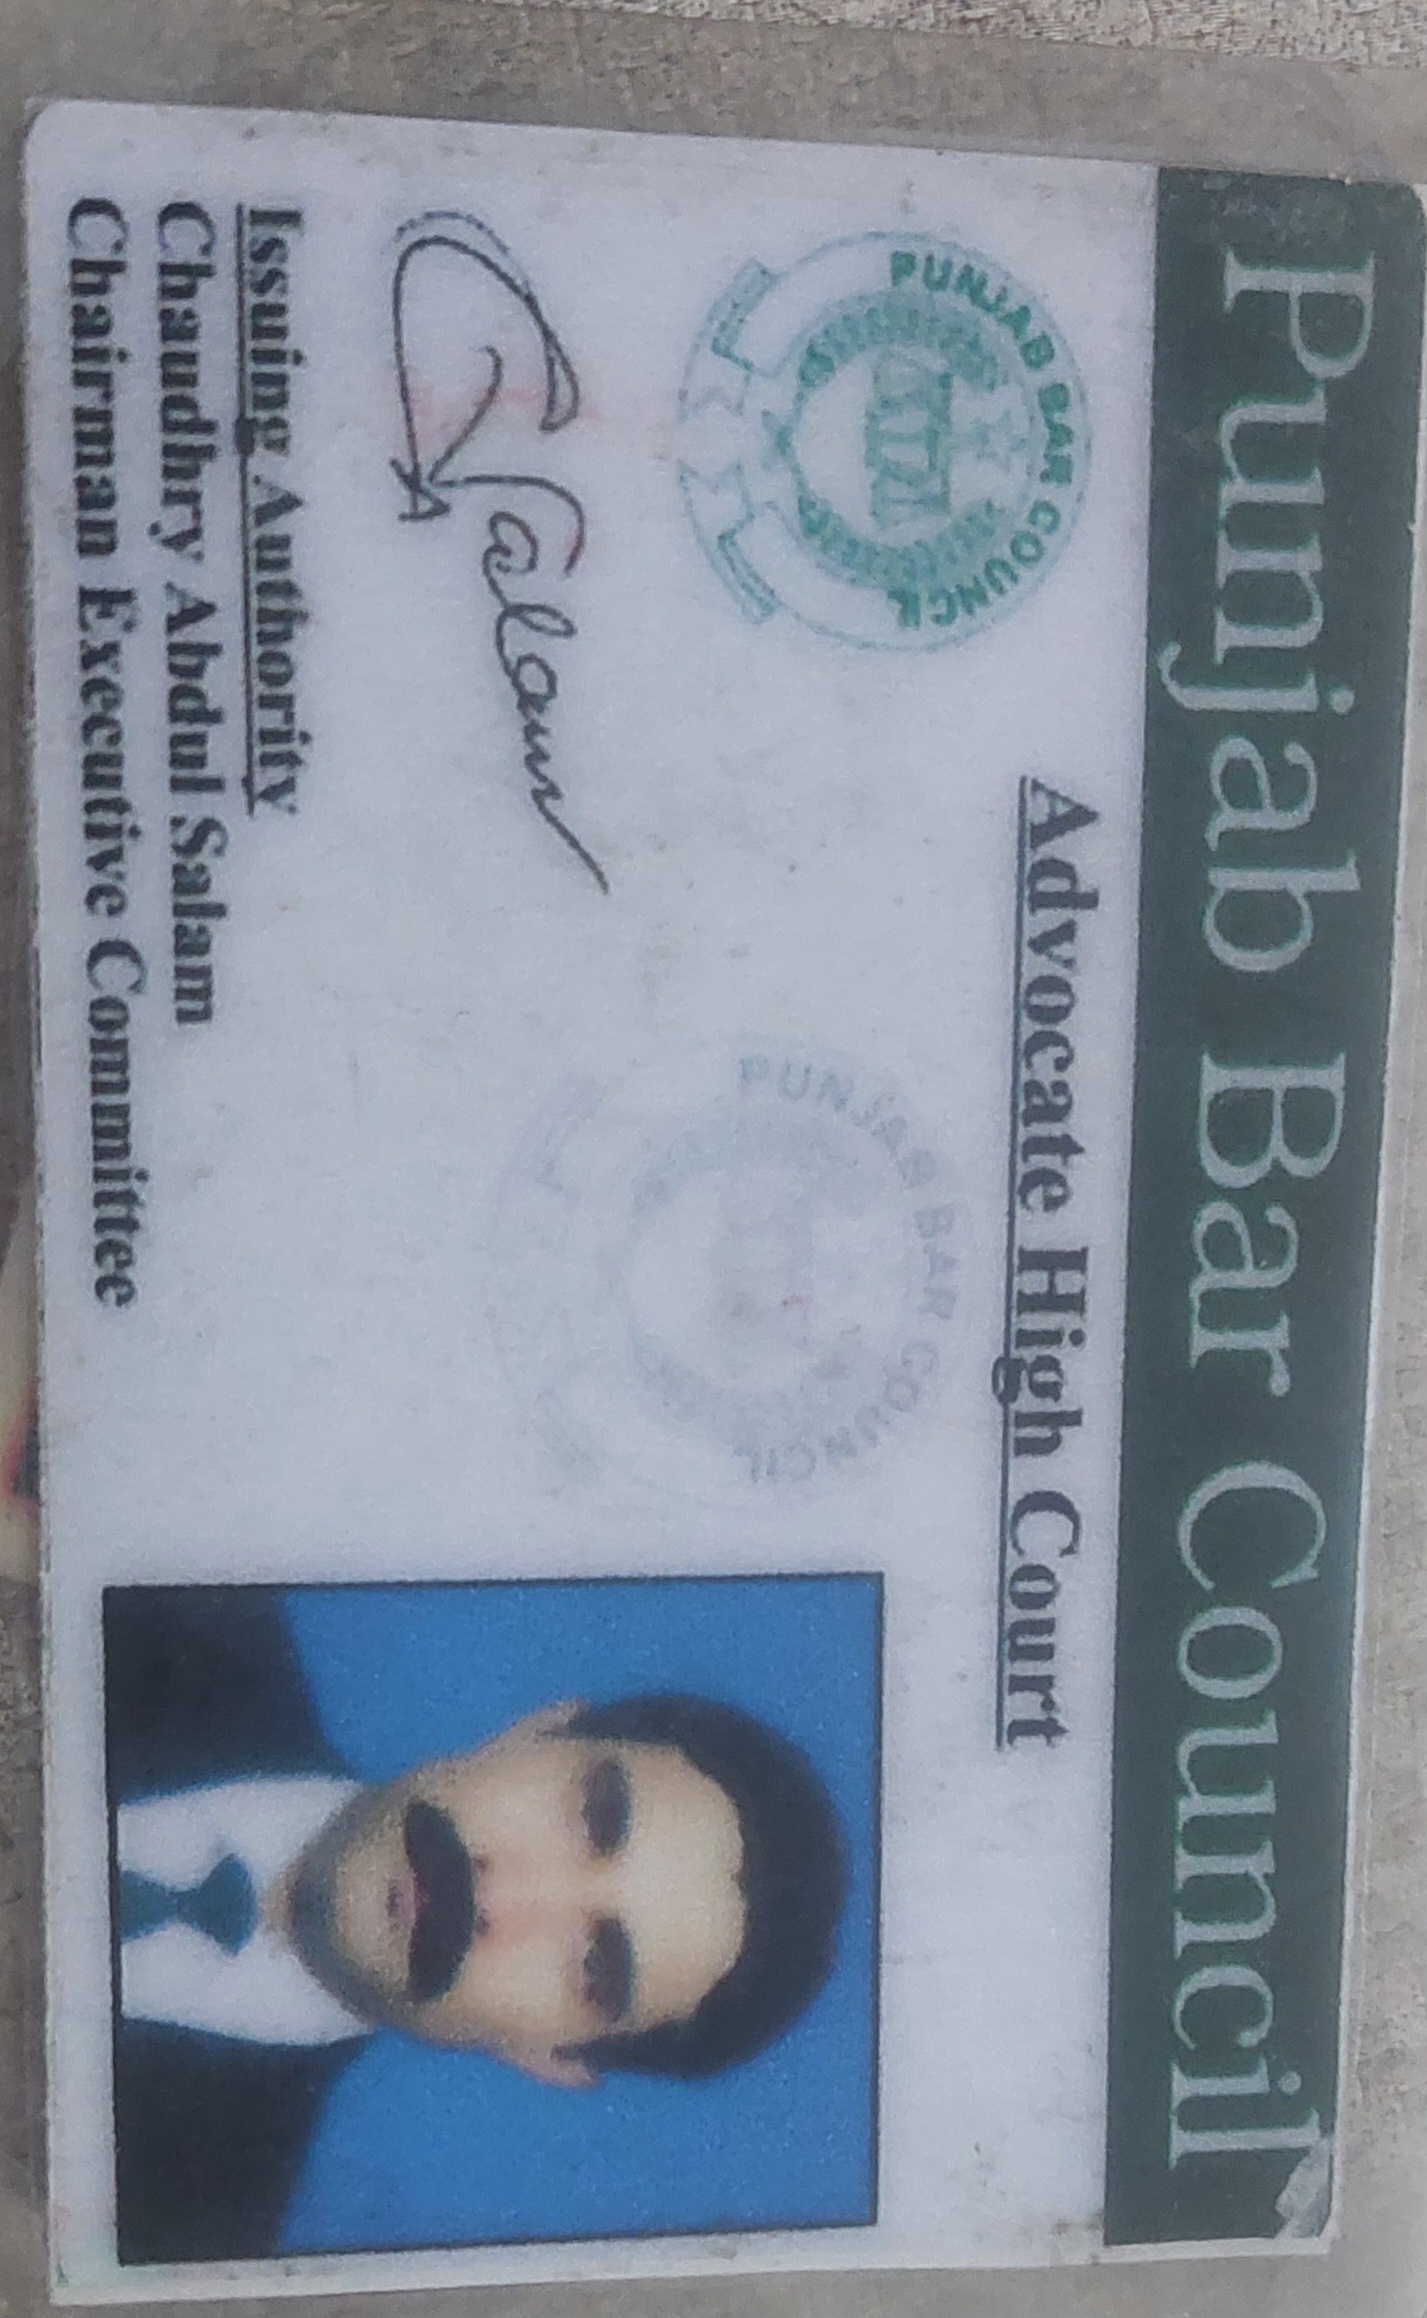 Punjab Bar Council
Advocate High Court
PUNJAB BAR COUNCIL
PUNJAB BAR COUNCIL
Salam
Issuing Authority
Chaudhry Abdul Salam
Chairman Executive Committee